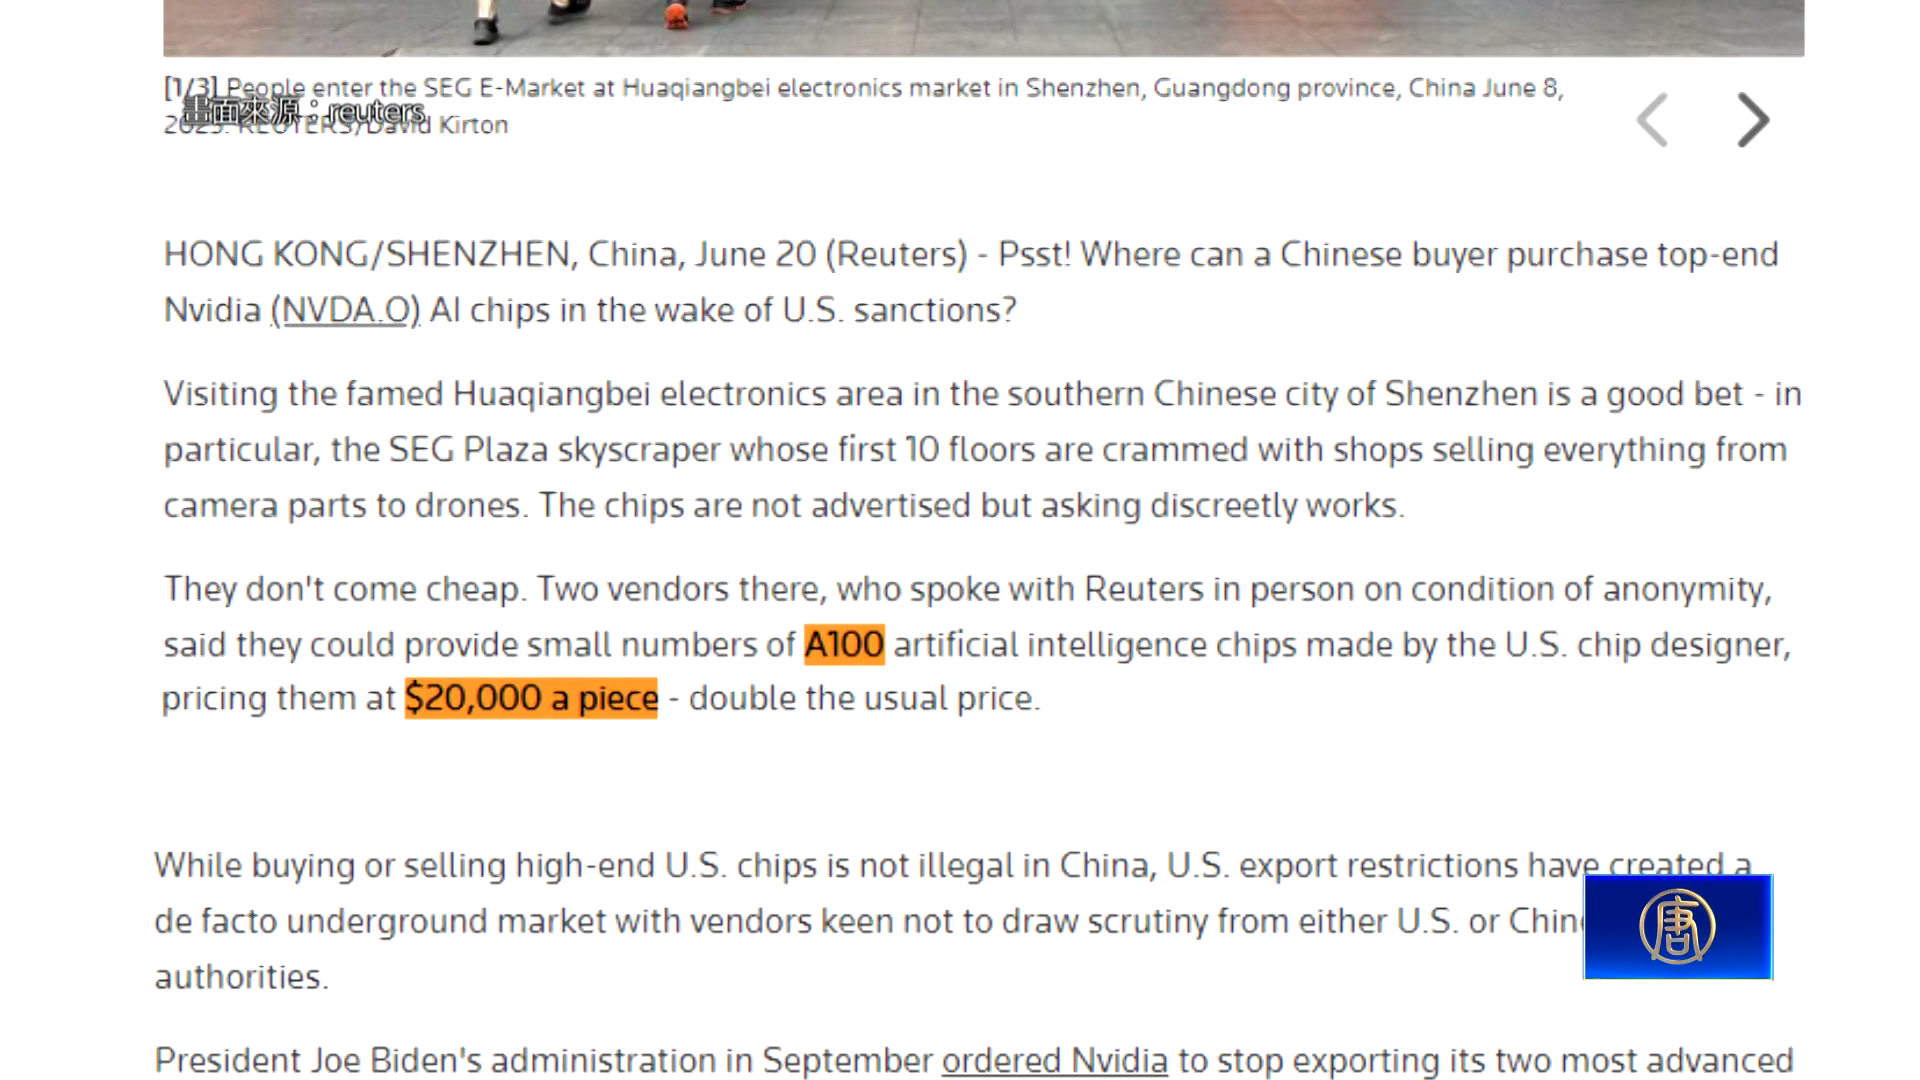 [1/3] People enter the SEG E-Market at Huaqiangbei electronics market in Shenzhen, Guangdong province, China June 8,
畫面來源：reuters
2023. REUTERS/David Kirton
HONG KONG/SHENZHEN, China, June 20 (Reuters) - Psst! Where can a Chinese buyer purchase top-end
Nvidia (NVDA.O) AI chips in the wake of U.S. sanctions?
Visiting the famed Huaqiangbei electronics area in the southern Chinese city of Shenzhen is a good bet - in
particular, the SEG Plaza skyscraper whose first 10 floors are crammed with shops selling everything from
camera parts to drones. The chips are not advertised but asking discreetly works.
They don't come cheap. Two vendors there, who spoke with Reuters in person on condition of anonymity,
said they could provide small numbers of A100 artificial intelligence chips made by the U.S. chip designer,
pricing them at $20,000 a piece - double the usual price.
While buying or selling high-end U.S. chips is not illegal in China, U.S. export restrictions have created a
de facto underground market with vendors keen not to draw scrutiny from either U.S. or
唐
authorities.
President Joe Biden's administration in September ordered Nvidia to stop exporting its two most advanced